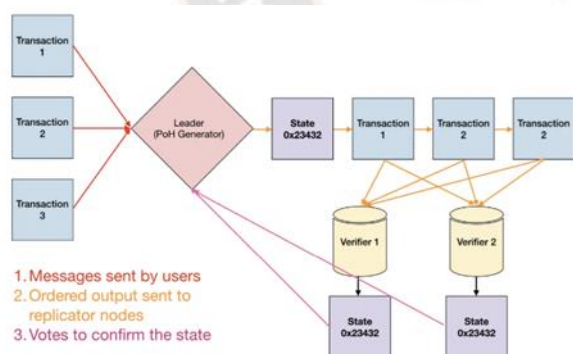 Transaction
1
Transaction
2
Transaction
3
Leader
(PoH Generator)
State
0x23432
Transaction
1
Transaction
2
Transaction
2
Verifier 1
Verifier 2
State
0x23432
State
0x23432
1. Messages sent by users
2. Ordered output sent to
replicator nodes
3. Votes to confirm the state